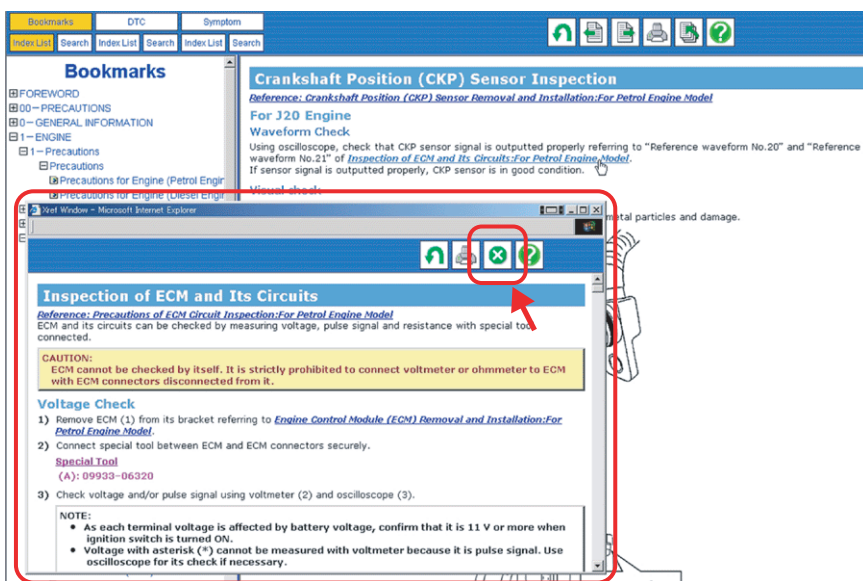 Bookmarks DTC Symptom
Index List Search Index List Search Index List Search
Bookmarks
FOREWORD
00-PRECAUTIONS
0-GENERAL INFORMATION
1-ENGINE
1-Precautions
Precautions
Precautions for Engine (Petrol Engin
Precautions for Engine (Diesel Engin
Crankshaft Position (CKP) Sensor Inspection
Reference: Crankshaft Position (CKP) Sensor Removal and Installation:For Petrol Engine Model
For J20 Engine
Waveform Check
Using oscilloscope, check that CKP sensor signal is outputted properly referring to "Reference waveform No.20" and "Reference
waveform No.21" of Inspection of ECM and Its Circuits:For Petrol Engine Model.
If sensor signal is outputted properly, CKP sensor is in good condition.
Visual check
metal particles and damage.
Xref Window - Microsoft Internet Explorer
Inspection of ECM and Its Circuits
Reference: Precautions of ECM Circuit Inspection:For Petrol Engine Model
ECM and its circuits can be checked by measuring voltage, pulse signal and resistance with special too
connected.
CAUTION:
ECM cannot be checked by itself. It is strictly prohibited to connect voltmeter or ohmmeter to ECM
with ECM connectors disconnected from it.
Voltage Check
1) Remove ECM (1) from its bracket referring to Engine Control Module (ECM) Removal and Installation:For
Petrol Engine Model.
2) Connect special tool between ECM and ECM connectors securely.
Special Tool
(A): 09933-06320
3) Check voltage and/or pulse signal using voltmeter (2) and oscilloscope (3).
NOTE:
• As each terminal voltage is affected by battery voltage, confirm that it is 11 V or more when
ignition switch is turned ON.
• Voltage with asterisk (*) cannot be measured with voltmeter because it is pulse signal. Use
oscilloscope for its check if necessary.